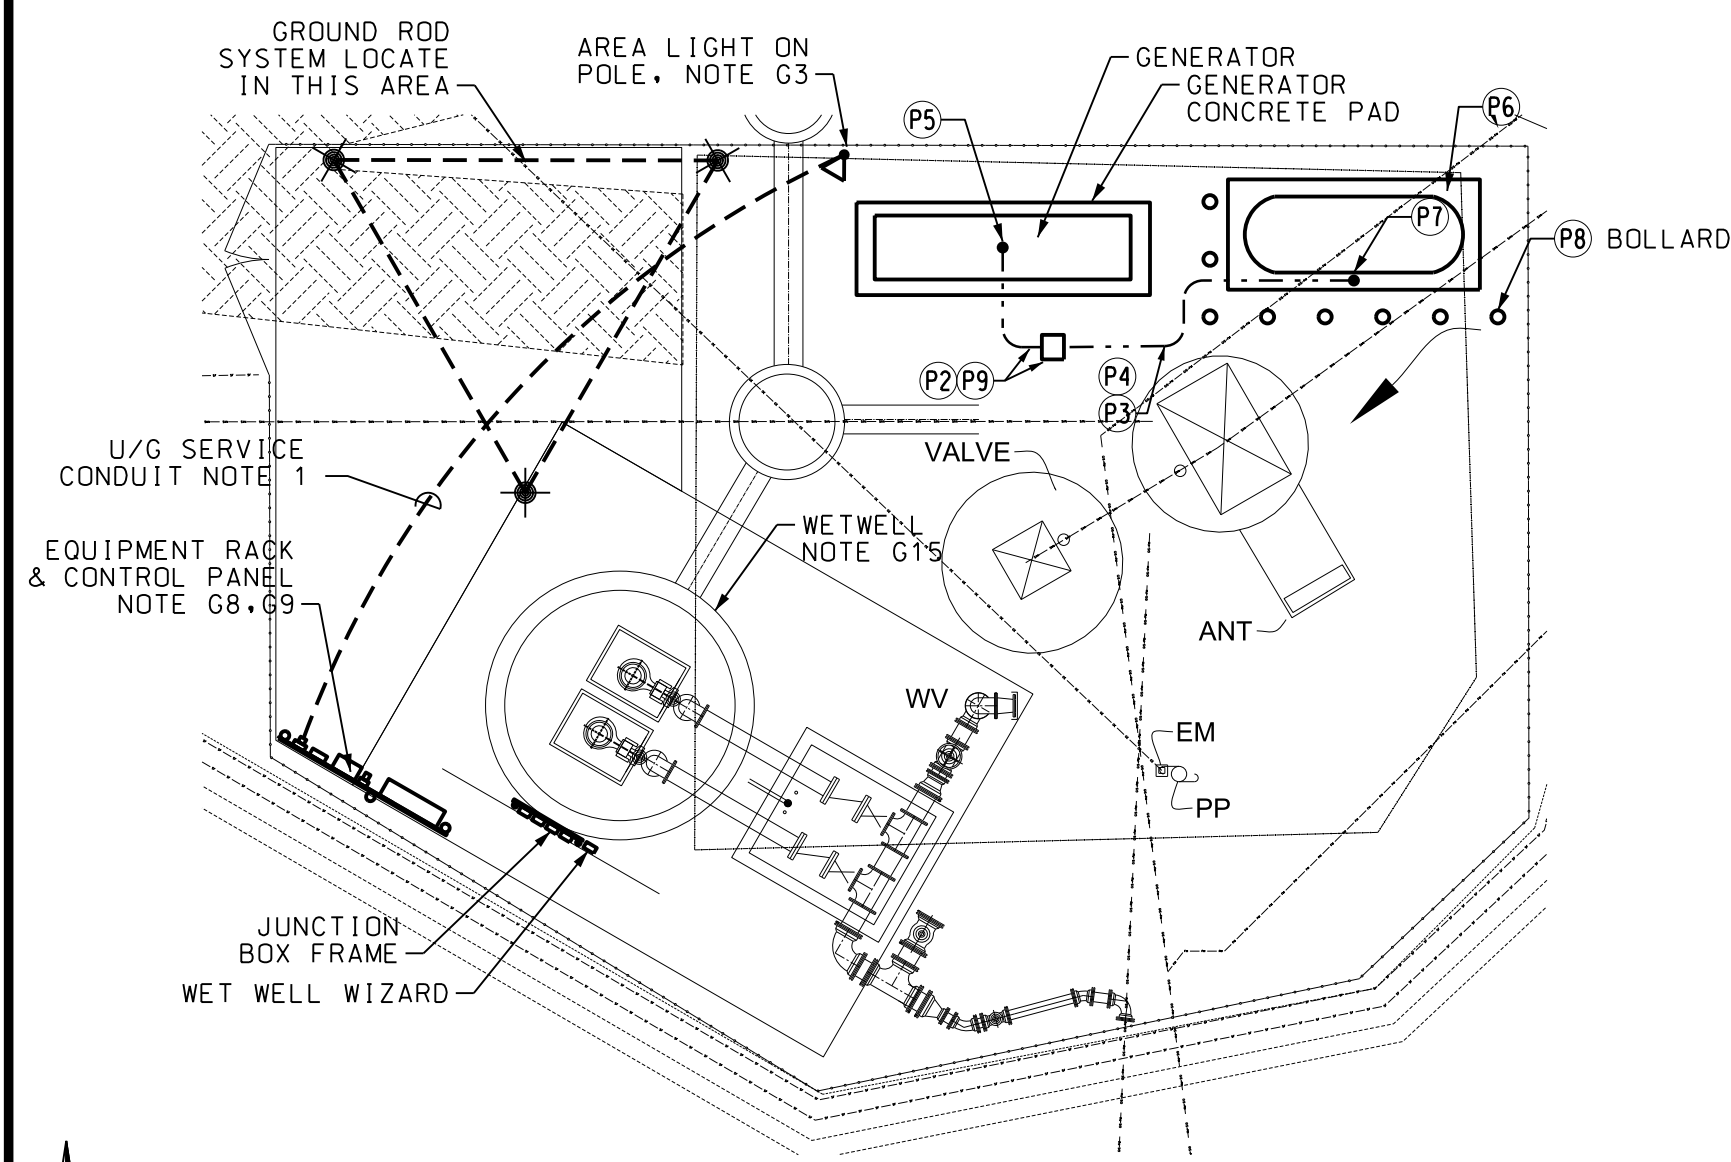 GROUND ROD
SYSTEM LOCATE
IN THIS AREA
AREA LIGHT ON
POLE, NOTE G3
GENERATOR
GENERATOR
CONCRETE PAD
P5
P6
P7
P8 BOLLARD
P2 P9
P4
P3
U/G SERVICE
CONDUIT NOTE 1
VALVE
WETWELL
NOTE G15
EQUIPMENT RACK
& CONTROL PANEL
NOTE G8,G9
ANT
WV
EM
PP
JUNCTION
BOX FRAME
WET WELL WIZARD